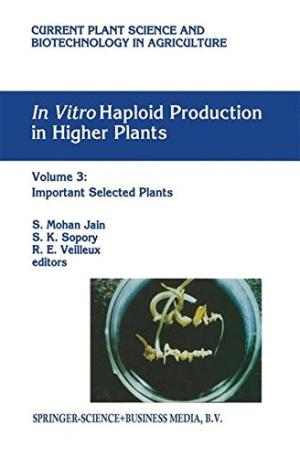 CURRENT PLANT SCIENCE AND
BIOTECHNOLOGY IN AGRICULTURE
In Vitro Haploid Production
in Higher Plants
Volume 3:
Important Selected Plants
S. Mohan Jain
S. K. Sopory
R. E. Veilleux
editors
SPRINGER-SCIENCE+BUSINESS MEDIA, B.V.